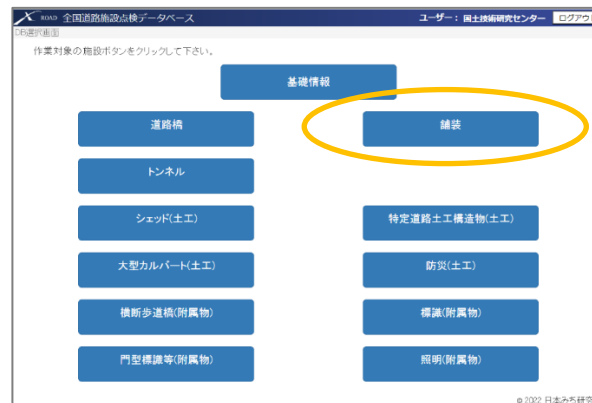 X ROAD 全国道路施設点検データベース ユーザー： 国土技術研究センター ログアウ
DB選択画面
作業対象の施設ボタンをクリックして下さい。
基礎情報
道路橋 舗装
トンネル
シェッド(土工) 特定道路土工構造物(土工)
大型カルバート(土工) 防災(土工)
横断歩道橋(附属物) 標識(附属物)
門型標識等(附属物) 照明(附属物)
© 2022 日本みち研究